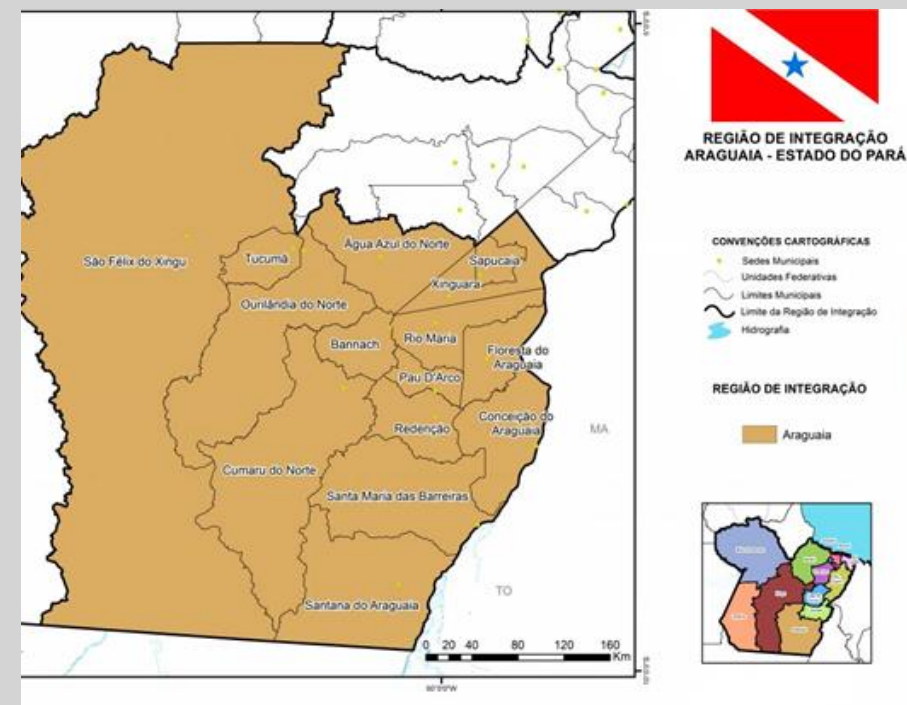 São Félix do Xingu
Tucumã
Água Azul do Norte
Sapucaia
Xinguara
Ourilândia do Norte
Bannach
Rio Maria
Floresta do
Araguaia
Pau D'Arco
Redenção
Conceição do
Araguaia
Cumaru do Norte
Santa Maria das Barreiras
Santana do Araguaia
MA
TO
0 20 40 80 120 160
Km
REGIÃO DE INTEGRAÇÃO
ARAGUAIA - ESTADO DO PARÁ
CONVENÇÕES CARTOGRÁFICAS
Sedes Municipais
Unidades Federativas
Limites Municipais
Limite da Região de Integração
Hidrografia
REGIÃO DE INTEGRAÇÃO
Araguaia